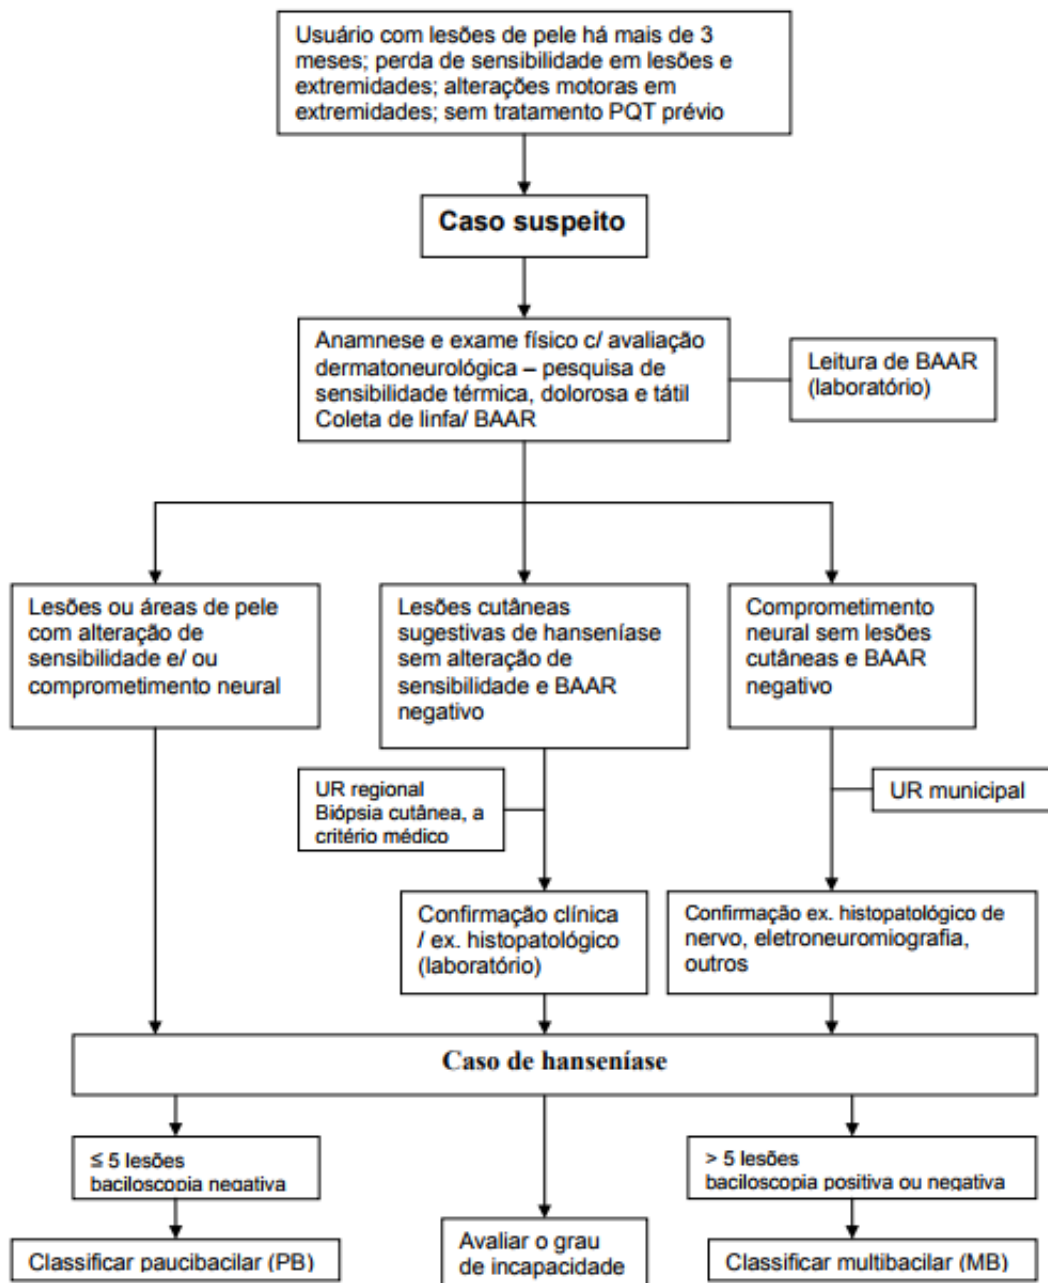 Usuário com lesões de pele há mais de 3
meses; perda de sensibilidade em lesões e
extremidades; alterações motoras em
extremidades; sem tratamento PQT prévio
Caso suspeito
Anamnese e exame físico c/ avaliação
dermatoneurológica – pesquisa de
sensibilidade térmica, dolorosa e tátil
Coleta de linfa/ BAAR
Leitura de BAAR
(laboratório)
Lesões ou áreas de pele
com alteração de
sensibilidade e/ ou
comprometimento neural
Lesões cutâneas
sugestivas de hanseníase
sem alteração de
sensibilidade e BAAR
negativo
Comprometimento
neural sem lesões
cutâneas e BAAR
negativo
UR regional
Biópsia cutânea, a
critério médico
UR municipal
Confirmação clínica
/ ex. histopatológico
(laboratório)
Confirmação ex. histopatológico de
nervo, eletroneuromiografia,
outros
Caso de hanseníase
≤ 5 lesões
baciloscopia negativa
> 5 lesões
baciloscopia positiva ou negativa
Classificar paucibacilar (PB)
Avaliar o grau
de incapacidade
Classificar multibacilar (MB)